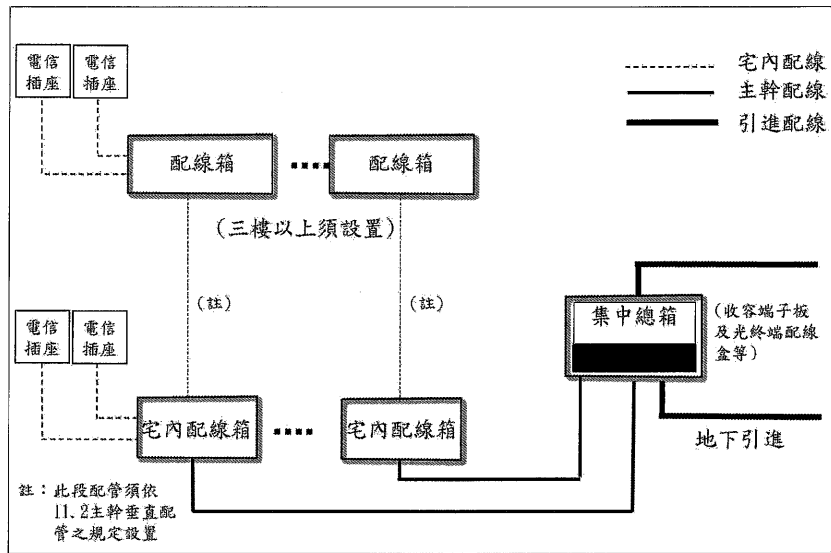 電信
插座
電信
插座
宅內配線
主幹配線
引進配線
配線箱
配線箱
(三樓以上須設置)
(註)
(註)
電信
插座
電信
插座
集中總箱
(收容端子板
及光終端配線
盒等)
宅內配線箱
宅內配線箱
地下引進
註：此段配管須依
11.2主幹垂直配
管之規定設置